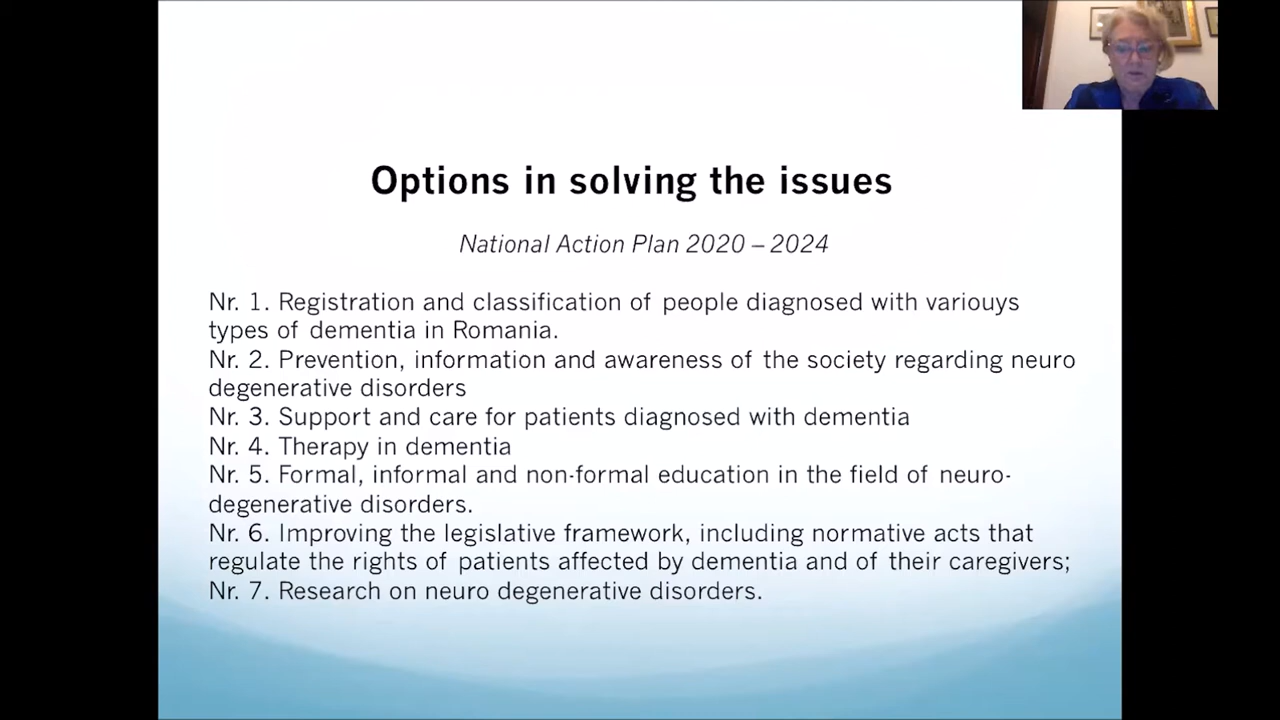 Options in solving the issues
National Action Plan 2020 – 2024
Nr. 1. Registration and classification of people diagnosed with variouys
types of dementia in Romania.
Nr. 2. Prevention, information and awareness of the society regarding neuro
degenerative disorders
Nr. 3. Support and care for patients diagnosed with dementia
Nr. 4. Therapy in dementia
Nr. 5. Formal, informal and non-formal education in the field of neuro-
degenerative disorders.
Nr. 6. Improving the legislative framework, including normative acts that
regulate the rights of patients affected by dementia and of their caregivers;
Nr. 7. Research on neuro degenerative disorders.